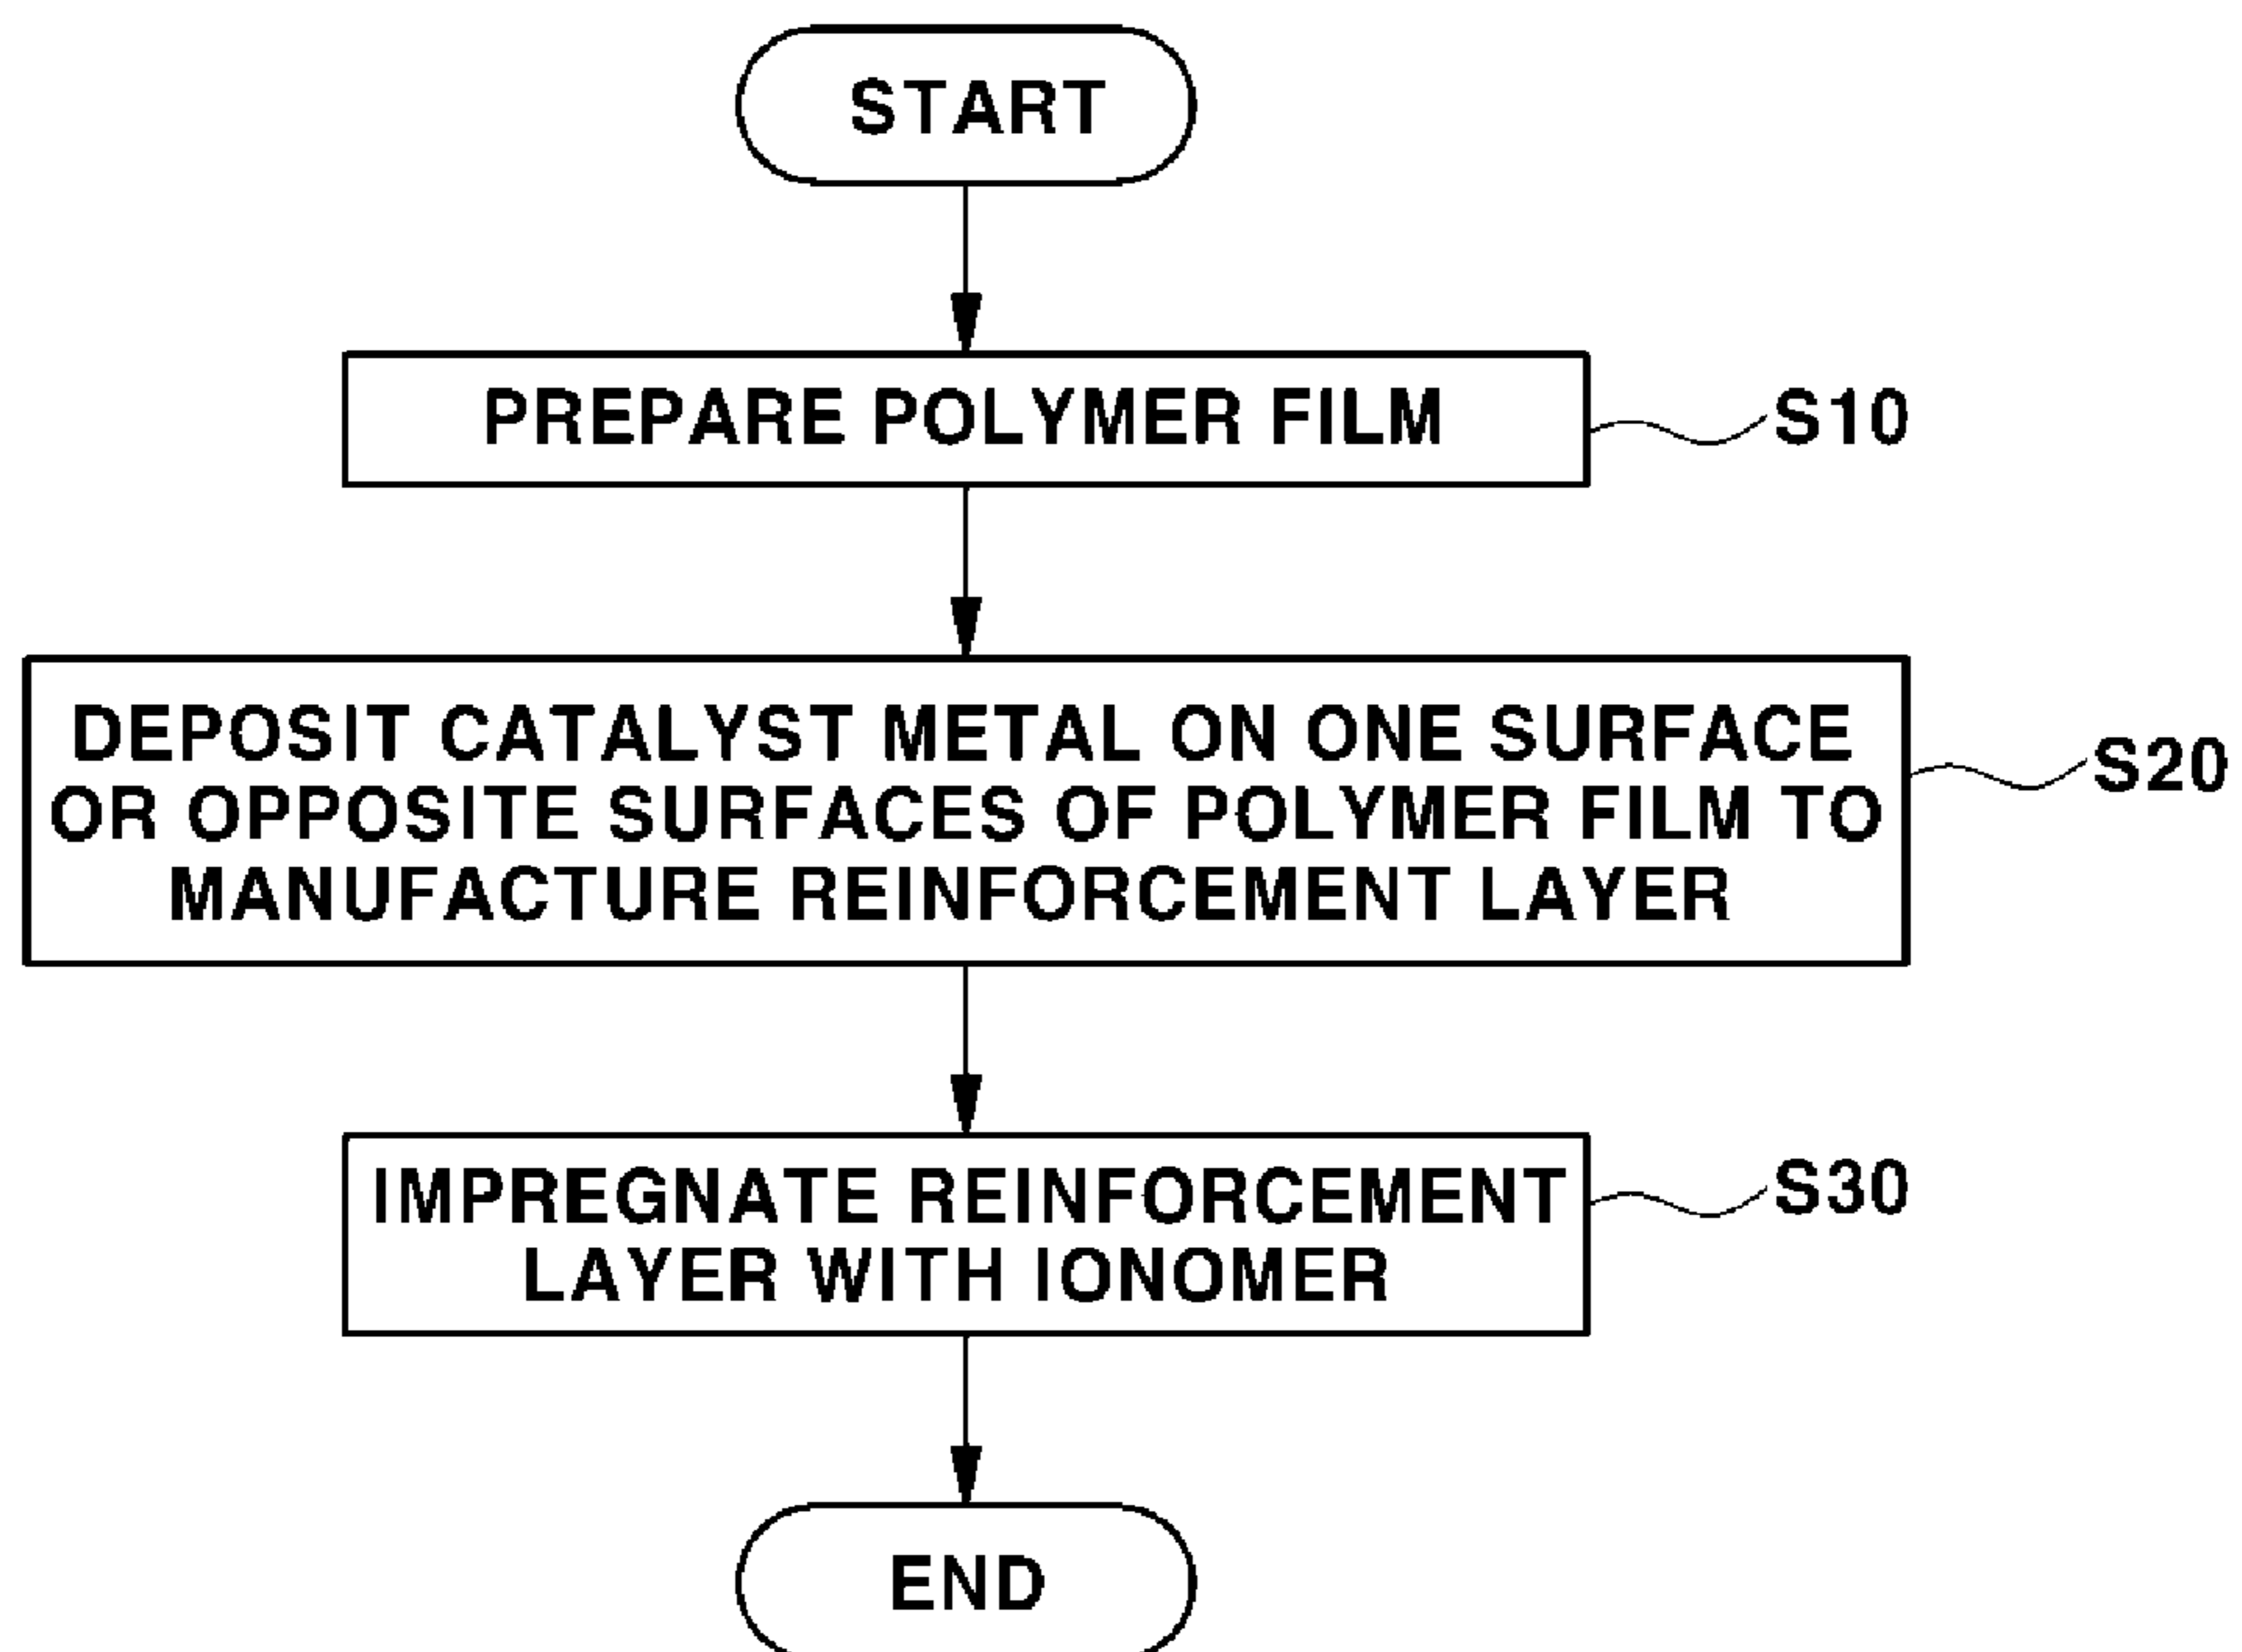 START
PREPARE POLYMER FILM
S10
DEPOSIT CATALYST METAL ON ONE SURFACE
OR OPPOSITE SURFACES OF POLYMER FILM TO
MANUFACTURE REINFORCEMENT LAYER
S20
IMPREGNATE REINFORCEMENT
LAYER WITH IONOMER
S30
END